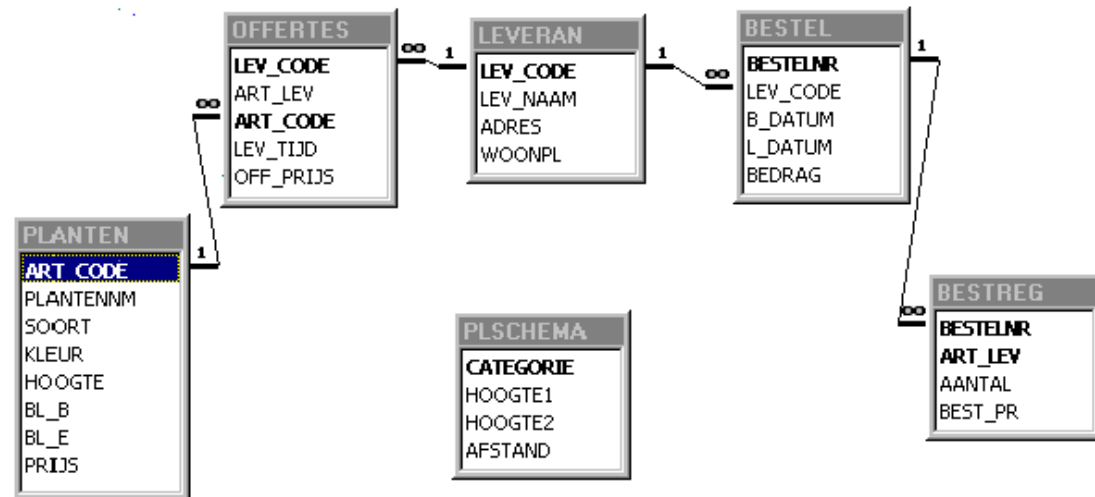 OFFERTES
LEV_CODE
ART_LEV
ART_CODE
LEV_TIJD
OFF_PRIJS
∞
1
LEVERAN
LEV_CODE
LEV_NAAM
ADRES
WOONPL
1
∞
BESTEL
BESTELNR
LEV_CODE
B_DATUM
L_DATUM
BEDRAG
1
∞
PLANTEN
ART_CODE
PLANTENNM
SOORT
KLEUR
HOOGTE
BL_B
BL_E
PRIJS
1
PLSCHEMA
CATEGORIE
HOOGTE1
HOOGTE2
AFSTAND
∞
BESTREG
BESTELNR
ART_LEV
AANTAL
BEST_PR